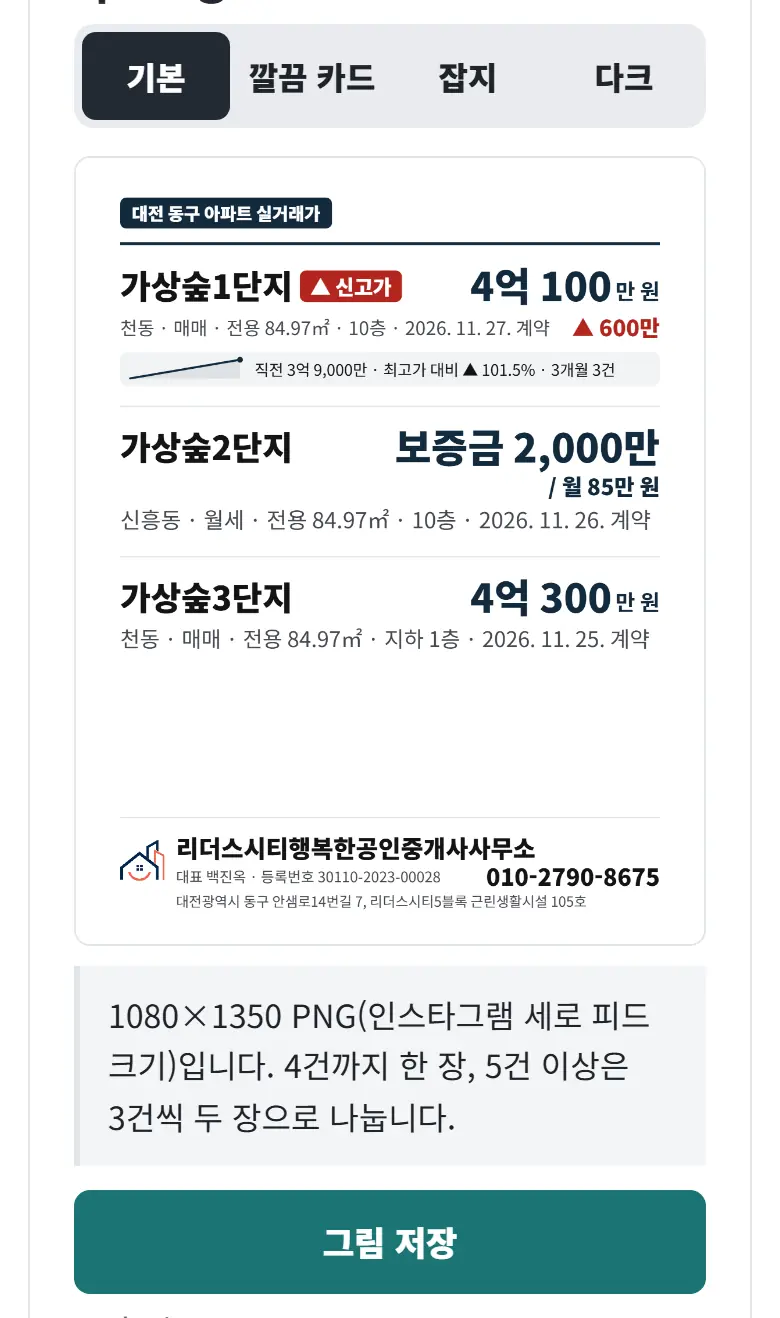 기본 깔끔 카드 잡지 다크
대전 동구 아파트 실거래가
가상숲1단지 ▲ 신고가 4억 100만 원
천동 · 매매 · 전용 84.97㎡ · 10층 · 2026. 11. 27. 계약 ▲ 600만
직전 3억 9,000만 · 최고가 대비 ▲ 101.5% · 3개월 3건
가상숲2단지 보증금 2,000만
/ 월 85만 원
신흥동 · 월세 · 전용 84.97㎡ · 10층 · 2026. 11. 26. 계약
가상숲3단지 4억 300만 원
천동 · 매매 · 전용 84.97㎡ · 지하 1층 · 2026. 11. 25. 계약
리더스시티행복한공인중개사사무소
대표 백진옥 · 등록번호 30110-2023-00028 010-2790-8675
대전광역시 동구 안샘로14번길 7, 리더스시티5블록 근린생활시설 105호
1080×1350 PNG(인스타그램 세로 피드
크기)입니다. 4건까지 한 장, 5건 이상은
3건씩 두 장으로 나눕니다.
그림 저장